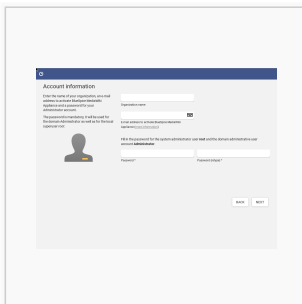 Account information
Enter the name of your organization, an e-mail
address to activate BlueSpice MediaWiki
Appliance and a password for your
Administrator account.
The password is mandatory, it will be used for
the domain Administrator as well as for the local
superuser root.
Organization name
E-mail address to activate BlueSpice MediaWiki
Appliance (more information)
Fill in the password for the system administrator user root and the domain administrative user
account Administrator.
Password *
Password (retype) *
BACK
NEXT